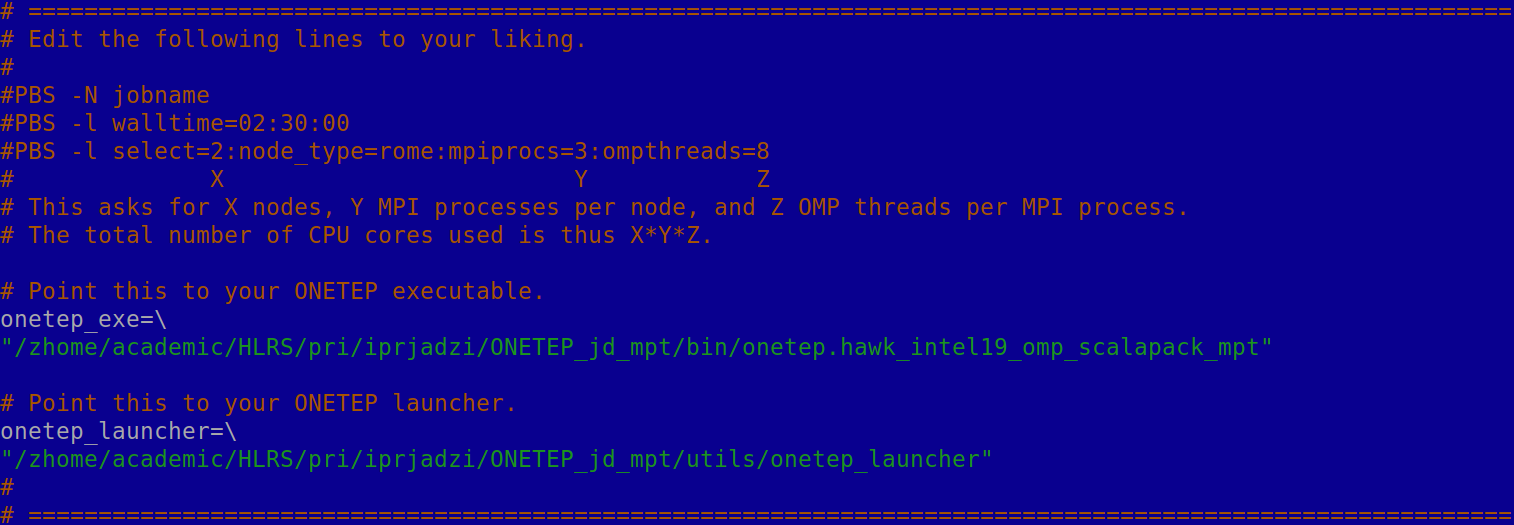 # ==========================================================================================================
# Edit the following lines to your liking.
#
#PBS -N jobname
#PBS -l walltime=02:30:00
#PBS -l select=2:node_type=rome:mpiprocs=3:ompthreads=8
#              X                         Y            Z
# This asks for X nodes, Y MPI processes per node, and Z OMP threads per MPI process.
# The total number of CPU cores used is thus X*Y*Z.

# Point this to your ONETEP executable.
onetep_exe=\
"/zhome/academic/HLRS/pri/iprjadzi/ONETEP_jd_mpt/bin/onetep.hawk_intel19_omp_scalapack_mpt"

# Point this to your ONETEP launcher.
onetep_launcher=\
"/zhome/academic/HLRS/pri/iprjadzi/ONETEP_jd_mpt/utils/onetep_launcher"
#
# ==========================================================================================================